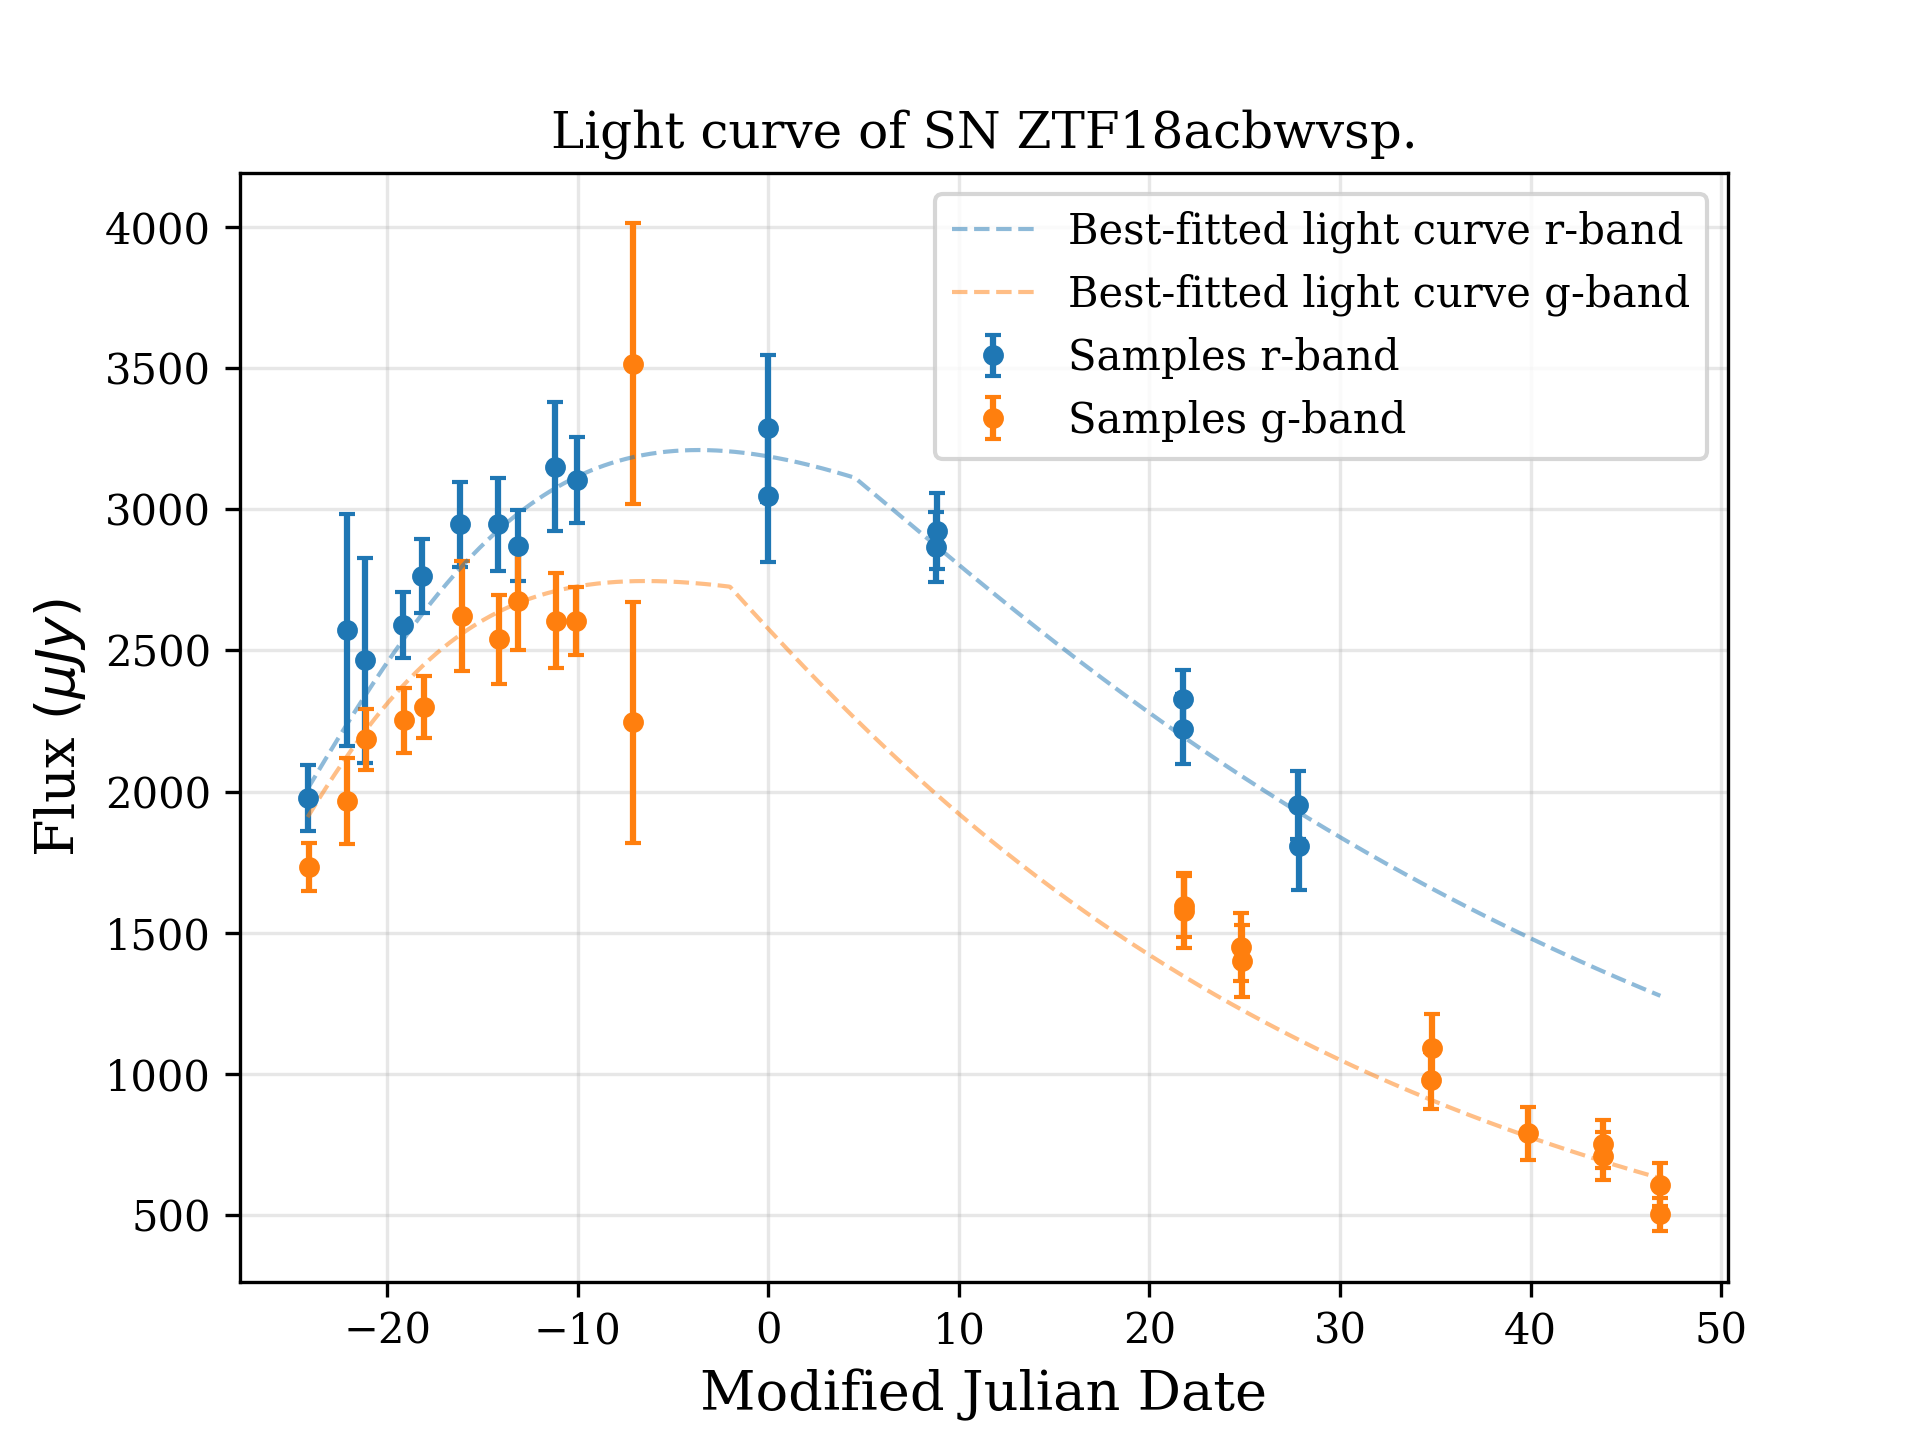 Light curve of SN ZTF18acbwvsp.
Best-fitted light curve r-band
Best-fitted light curve g-band
Samples r-band
Samples g-band
4000
3500
3000
2500
2000
1500
1000
500
Flux (μJy)
−20 −10 0 10 20 30 40 50
Modified Julian Date